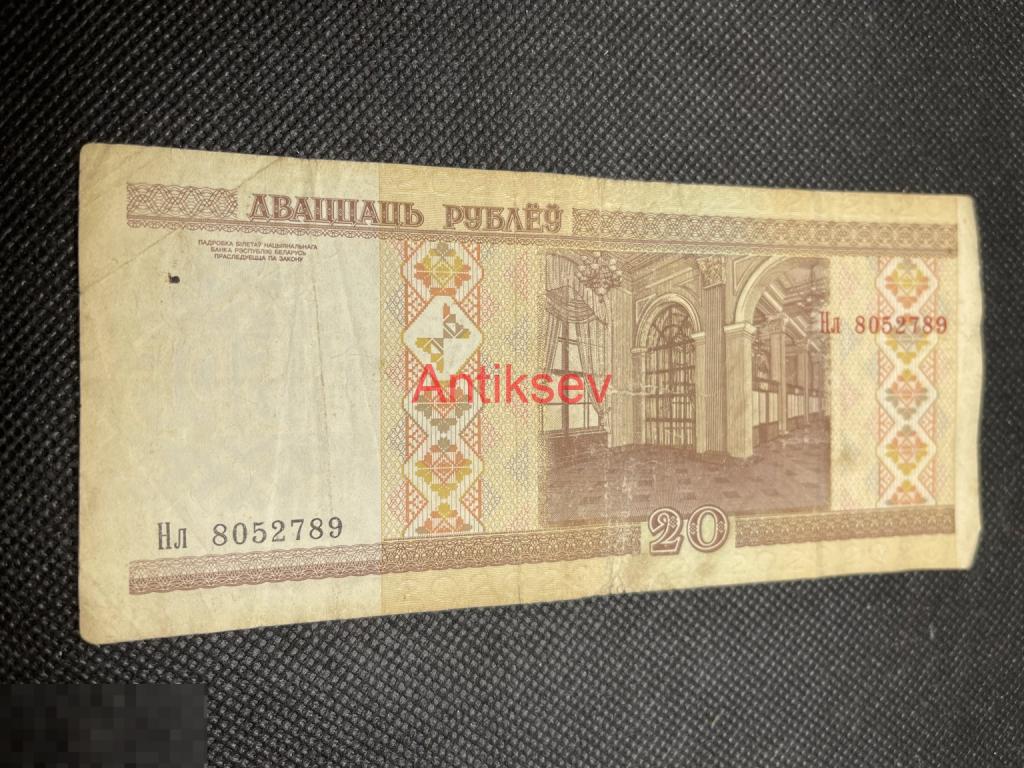 ДВАЦЦАЦЬ РУБЛЁЎ
ПАДРОБКА БІЛЕТАЎ НАЦЫЯНАЛЬНАГА
БАНКА РЭСПУБЛІКІ БЕЛАРУСЬ
ПРАСЛЕДУЕЦЦА ПА ЗАКОНУ
Нл 8052789
Antiksev
Нл 8052789
20